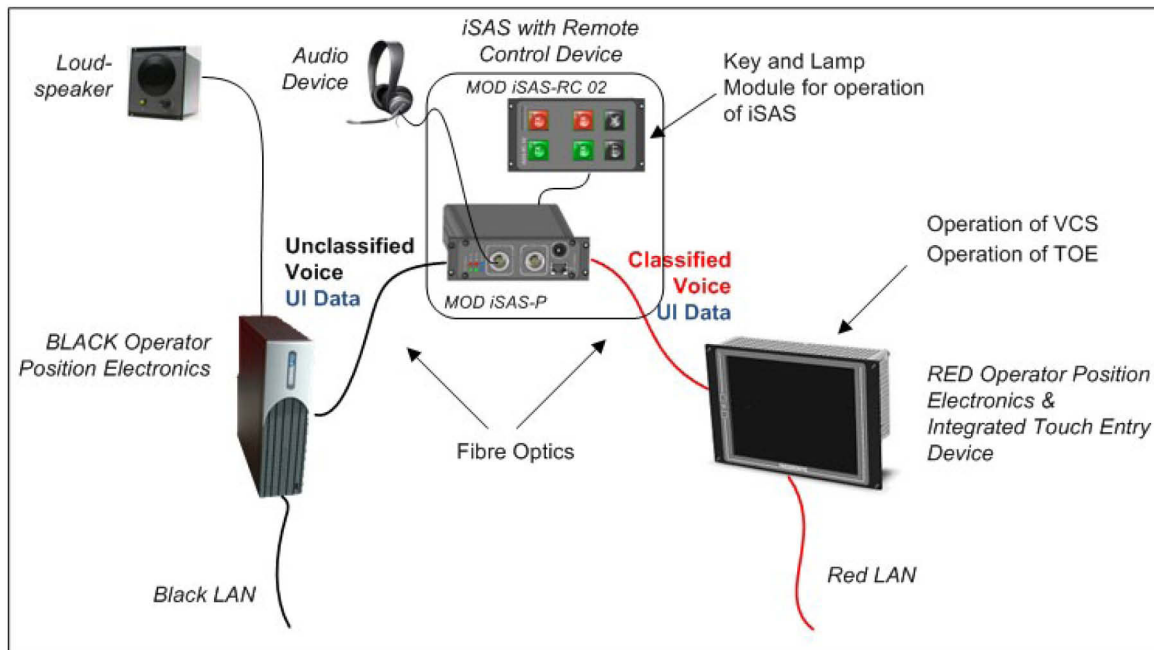 Loud-
speaker
Audio
Device
iSAS with Remote
Control Device
MOD iSAS-RC 02
Key and Lamp
Module for operation
of iSAS
Unclassified
Voice
UI Data
MOD iSAS-P
Classified
Voice
UI Data
Operation of VCS
Operation of TOE
BLACK Operator
Position Electronics
Fibre Optics
RED Operator Position
Electronics &
Integrated Touch Entry
Device
Black LAN
Red LAN